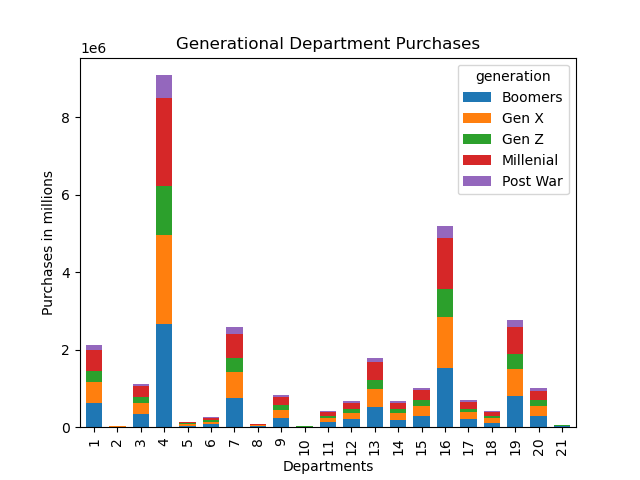 Generational Department Purchases
1e6
generation
Boomers
Gen X
Gen Z
Millenial
Post War
Purchases in millions
8
6
4
2
0
1 2 3 4 5 6 7 8 9 10 11 12 13 14 15 16 17 18 19 20 21
Departments